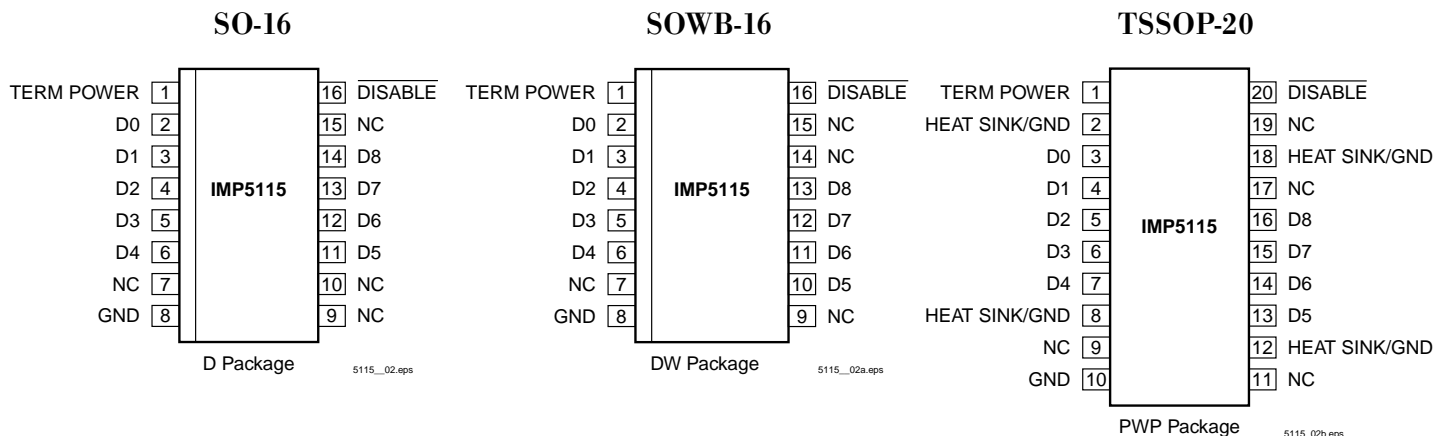 SO-16
TERM POWER 1 16 DISABLE
D0 2 15 NC
D1 3 14 D8
D2 4 IMP5115 13 D7
D3 5 12 D6
D4 6 11 D5
NC 7 10 NC
GND 8 9 NC
D Package 5115__02.eps
SOWB-16
TERM POWER 1 16 DISABLE
D0 2 15 NC
D1 3 14 NC
D2 4 IMP5115 13 D8
D3 5 12 D7
D4 6 11 D6
NC 7 10 D5
GND 8 9 NC
DW Package 5115__02a.eps
TSSOP-20
TERM POWER 1 20 DISABLE
HEAT SINK/GND 2 19 NC
D0 3 18 HEAT SINK/GND
D1 4 17 NC
D2 5 IMP5115 16 D8
D3 6 15 D7
D4 7 14 D6
HEAT SINK/GND 8 13 D5
NC 9 12 HEAT SINK/GND
GND 10 11 NC
PWP Package 5115_02b.eps